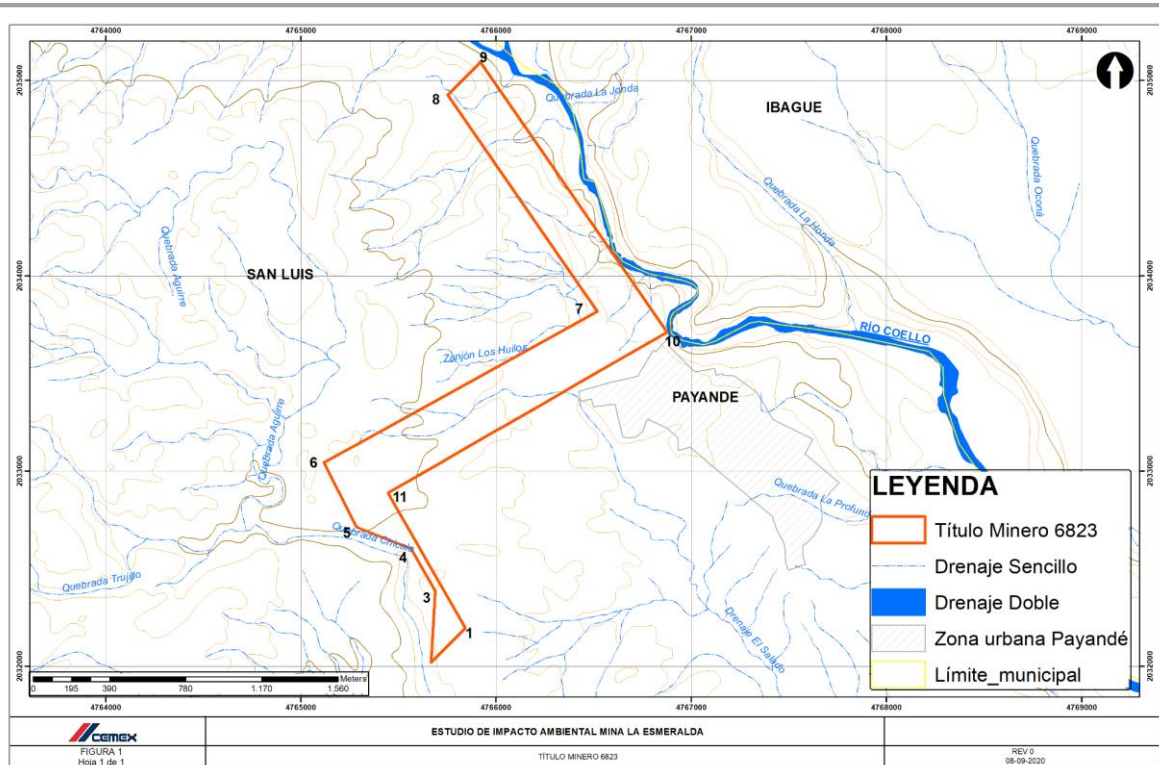 4764000 4765000 4766000 4767000 4768000 4769000
2035000 2035000
9
8
Quebrada La Jonda
IBAGUE
Quebrada La Honda
Quebrada Oconá
Quebrada Aguirre
SAN LUIS
2034000 2034000
7
Zanjón Los Huilos
RÍO COELLO
10
PAYANDE
2033000 2033000
6
Quebrada Aguirre
11
Quebrada La Profund
5
Quebrada Chicala
4
Quebrada Trujillo
3
1
Drenaje El Salado
2032000 2032000
LEYENDA
Título Minero 6823
Drenaje Sencillo
Drenaje Doble
Zona urbana Payandé
Límite_municipal
Meters
0 195 390 780 1.170 1.560
4764000 4765000 4766000 4767000 4768000 4769000
CEMEX
FIGURA 1
Hoja 1 de 1
ESTUDIO DE IMPACTO AMBIENTAL MINA LA ESMERALDA
TÍTULO MINERO 6823
REV 0
08-09-2020